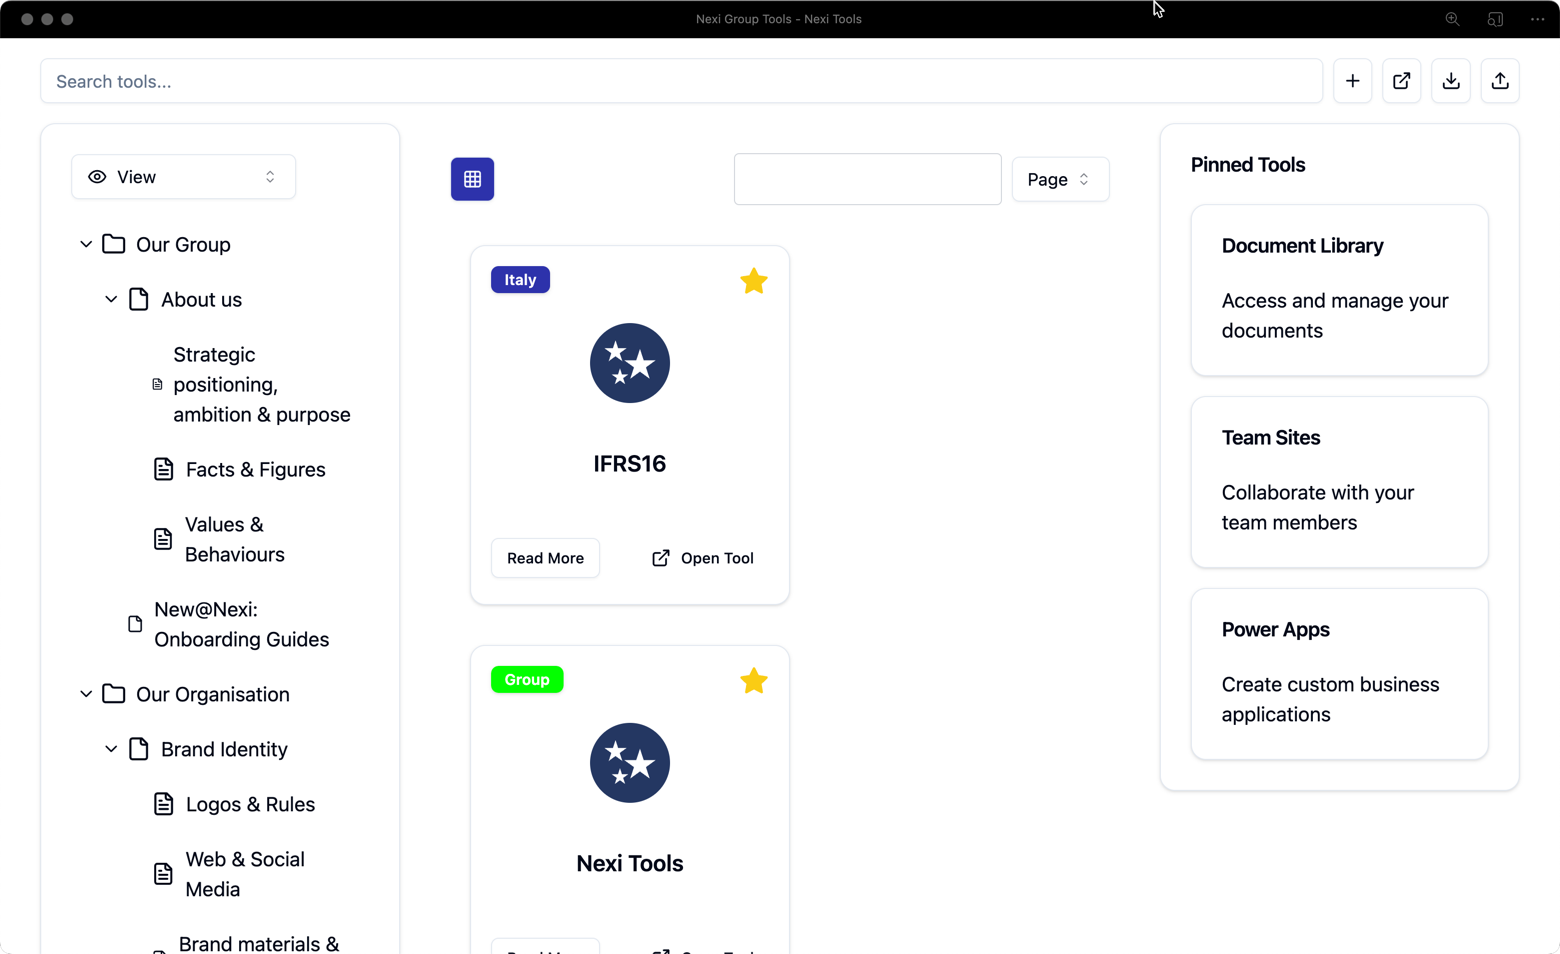 Nexi Group Tools - Nexi Tools
Search tools...
View
Our Group
About us
Strategic
positioning,
ambition & purpose
Facts & Figures
Values &
Behaviours
New@Nexi:
Onboarding Guides
Our Organisation
Brand Identity
Logos & Rules
Web & Social
Media
Brand materials &
Page
Italy
IFRS16
Read More
Open Tool
Group
Nexi Tools
Pinned Tools
Document Library
Access and manage your
documents
Team Sites
Collaborate with your
team members
Power Apps
Create custom business
applications